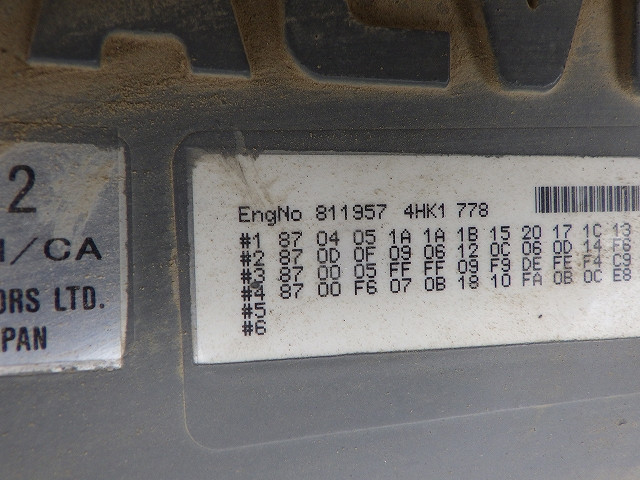 2
/CA
ORS LTD.
PAN
EngNo 811957 4HK1 778
#1 87 04 05 1A 1A 1B 15 20 17 1C 13
#2 87 0D 0F 09 06 12 0C 06 0D 14 F6
#3 87 00 05 FF FF 09 F9 DE FE F4 C9
#4 87 00 F6 07 0B 18 10 FA 0B 0C E8
#5
#6